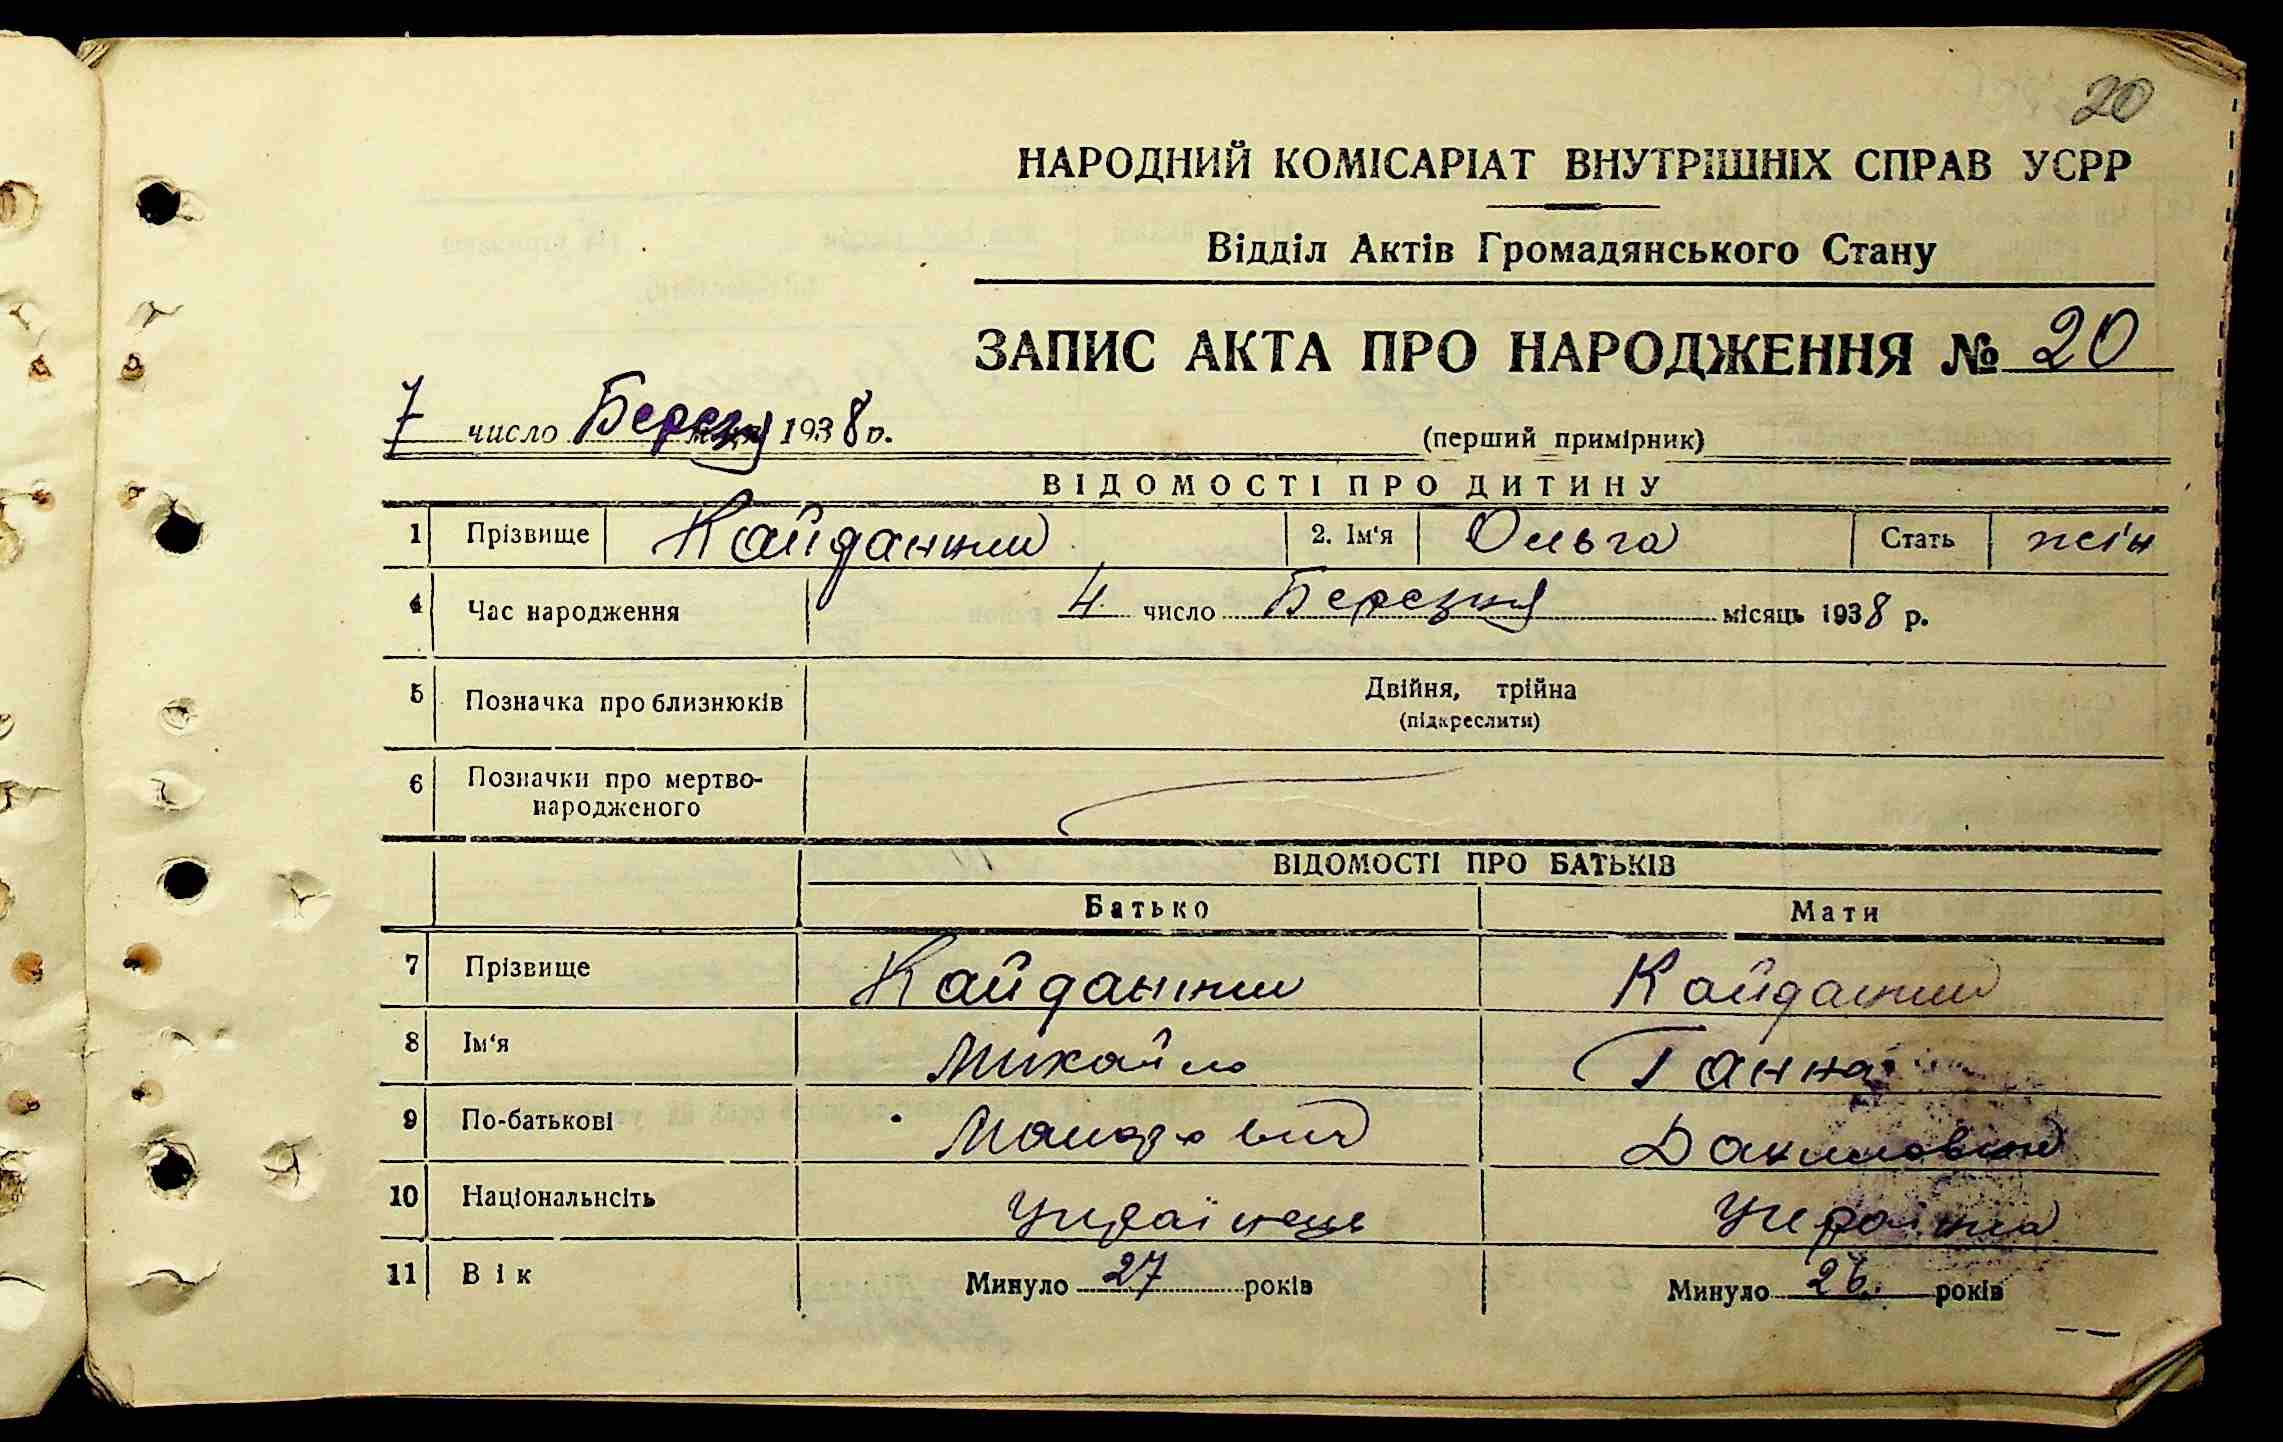 20
НАРОДНИЙ КОМІСАРІАТ ВНУТРІШНІХ СПРАВ УСРР
Відділ Актів Громадянського Стану
ЗАПИС АКТА ПРО НАРОДЖЕННЯ № 20
7 число Березня 1938 р.
(перший примірник)
ВІДОМОСТІ ПРО ДИТИНУ
1 Прізвище 2. Ім'я Ольга Стать жін
4 Час народження 4 число Березня місяць 1938 р.
5 Позначка про близнюків Двійня, трійна
(підкреслити)
6 Позначки про мертво-
народженого
ВІДОМОСТІ ПРО БАТЬКІВ
Батько Мати
7 Прізвище
8 Ім'я Михайло Ганна
9 По-батькові
10 Національнсіть Українець Українка
11 Вік Минуло 27 років Минуло 26 років